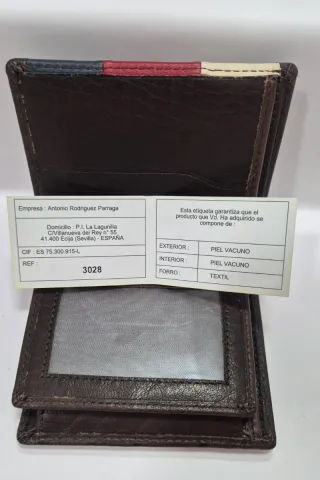 Empresa : Antonio Rodriguez Parraga
Domicilio : P.I. La Lagunilla
C/Villanueva del Rey n° 55
41.400 Ecija (Sevilla) - ESPAÑA
CIF : ES 75.300.915-L
REF :
3028
Esta etiqueta garantiza que el
producto que Vd. Ha adquirido se
compone de :
EXTERIOR : PIEL VACUNO
INTERIOR : PIEL VACUNO
FORRO : TEXTIL